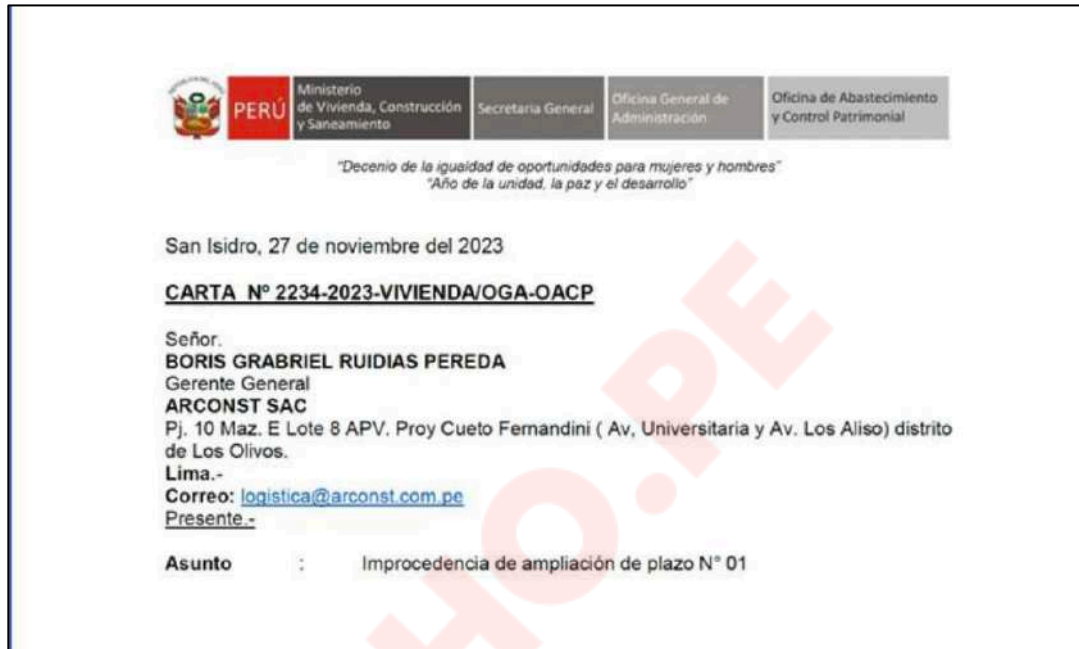 PERÚ
Ministerio
de Vivienda, Construcción
y Saneamiento
Secretaria General
Oficina General de
Administración
Oficina de Abastecimiento
y Control Patrimonial
"Decenio de la igualdad de oportunidades para mujeres y hombres"
"Año de la unidad, la paz y el desarrollo"
San Isidro, 27 de noviembre del 2023
CARTA Nº 2234-2023-VIVIENDA/OGA-OACP
Señor.
BORIS GRABRIEL RUIDIAS PEREDA
Gerente General
ARCONST SAC
Pj. 10 Maz. E Lote 8 APV. Proy Cueto Fernandini ( Av, Universitaria y Av. Los Aliso) distrito
de Los Olivos.
Lima.-
Correo: logistica@arconst.com.pe
Presente.-
Asunto : Improcedencia de ampliación de plazo N° 01
HO.PE